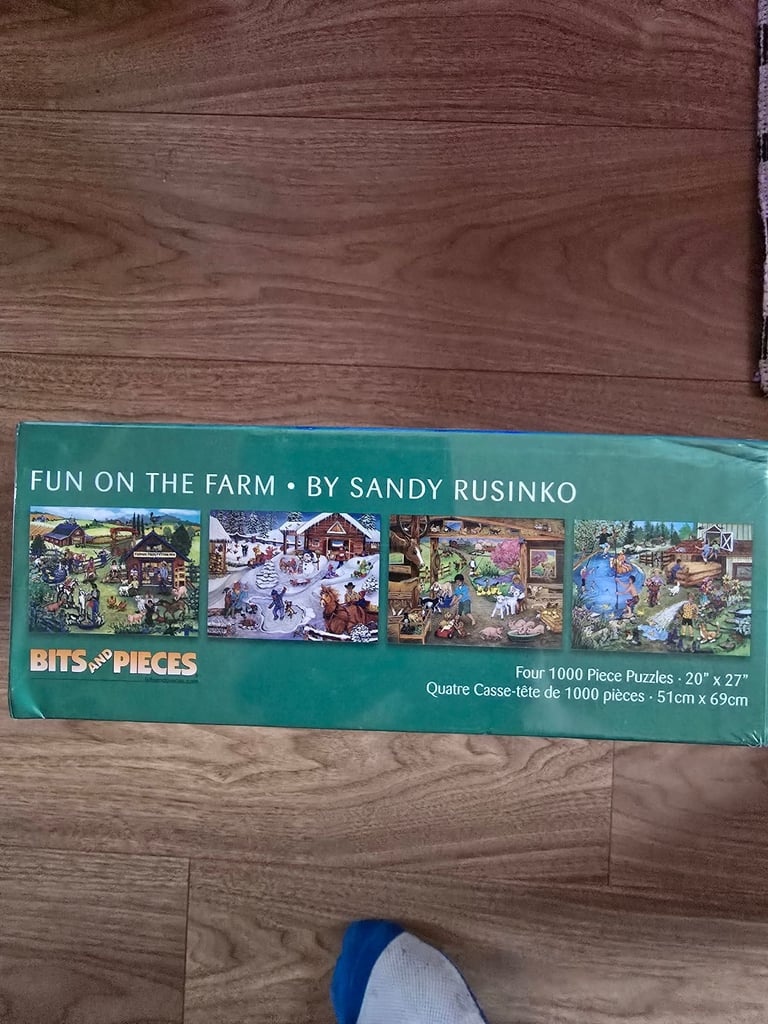 FUN ON THE FARM • BY SANDY RUSINKO
BITS AND PIECES
Four 1000 Piece Puzzles · 20" x 27"
Quatre Casse-tête de 1000 pièces · 51cm x 69cm